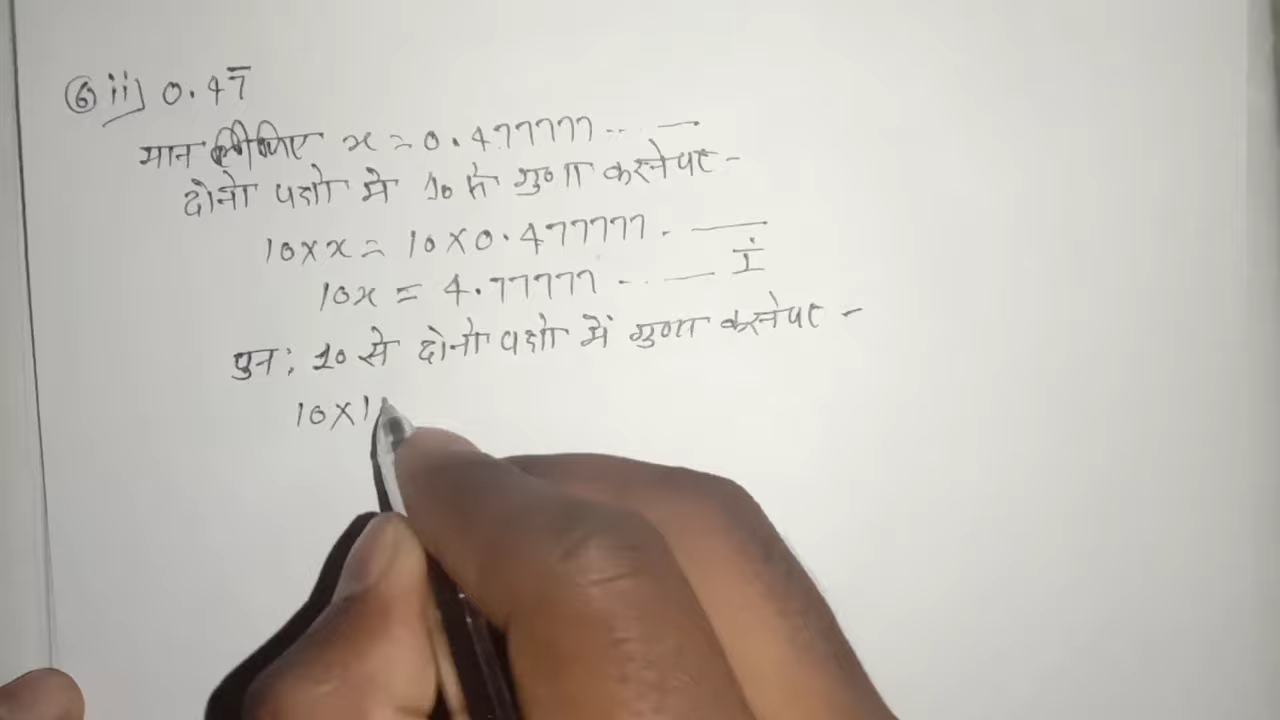 6 ii) 0.47̅
मान लीजिए x = 0.477777... —
दोनो पक्षो मे 10 से गुणा करनेपर -
10×x = 10×0.477777. —
10x = 4.77777 - .. — i
पुन: 10 से दोनो पक्षो में गुणा करनेपर -
10×1